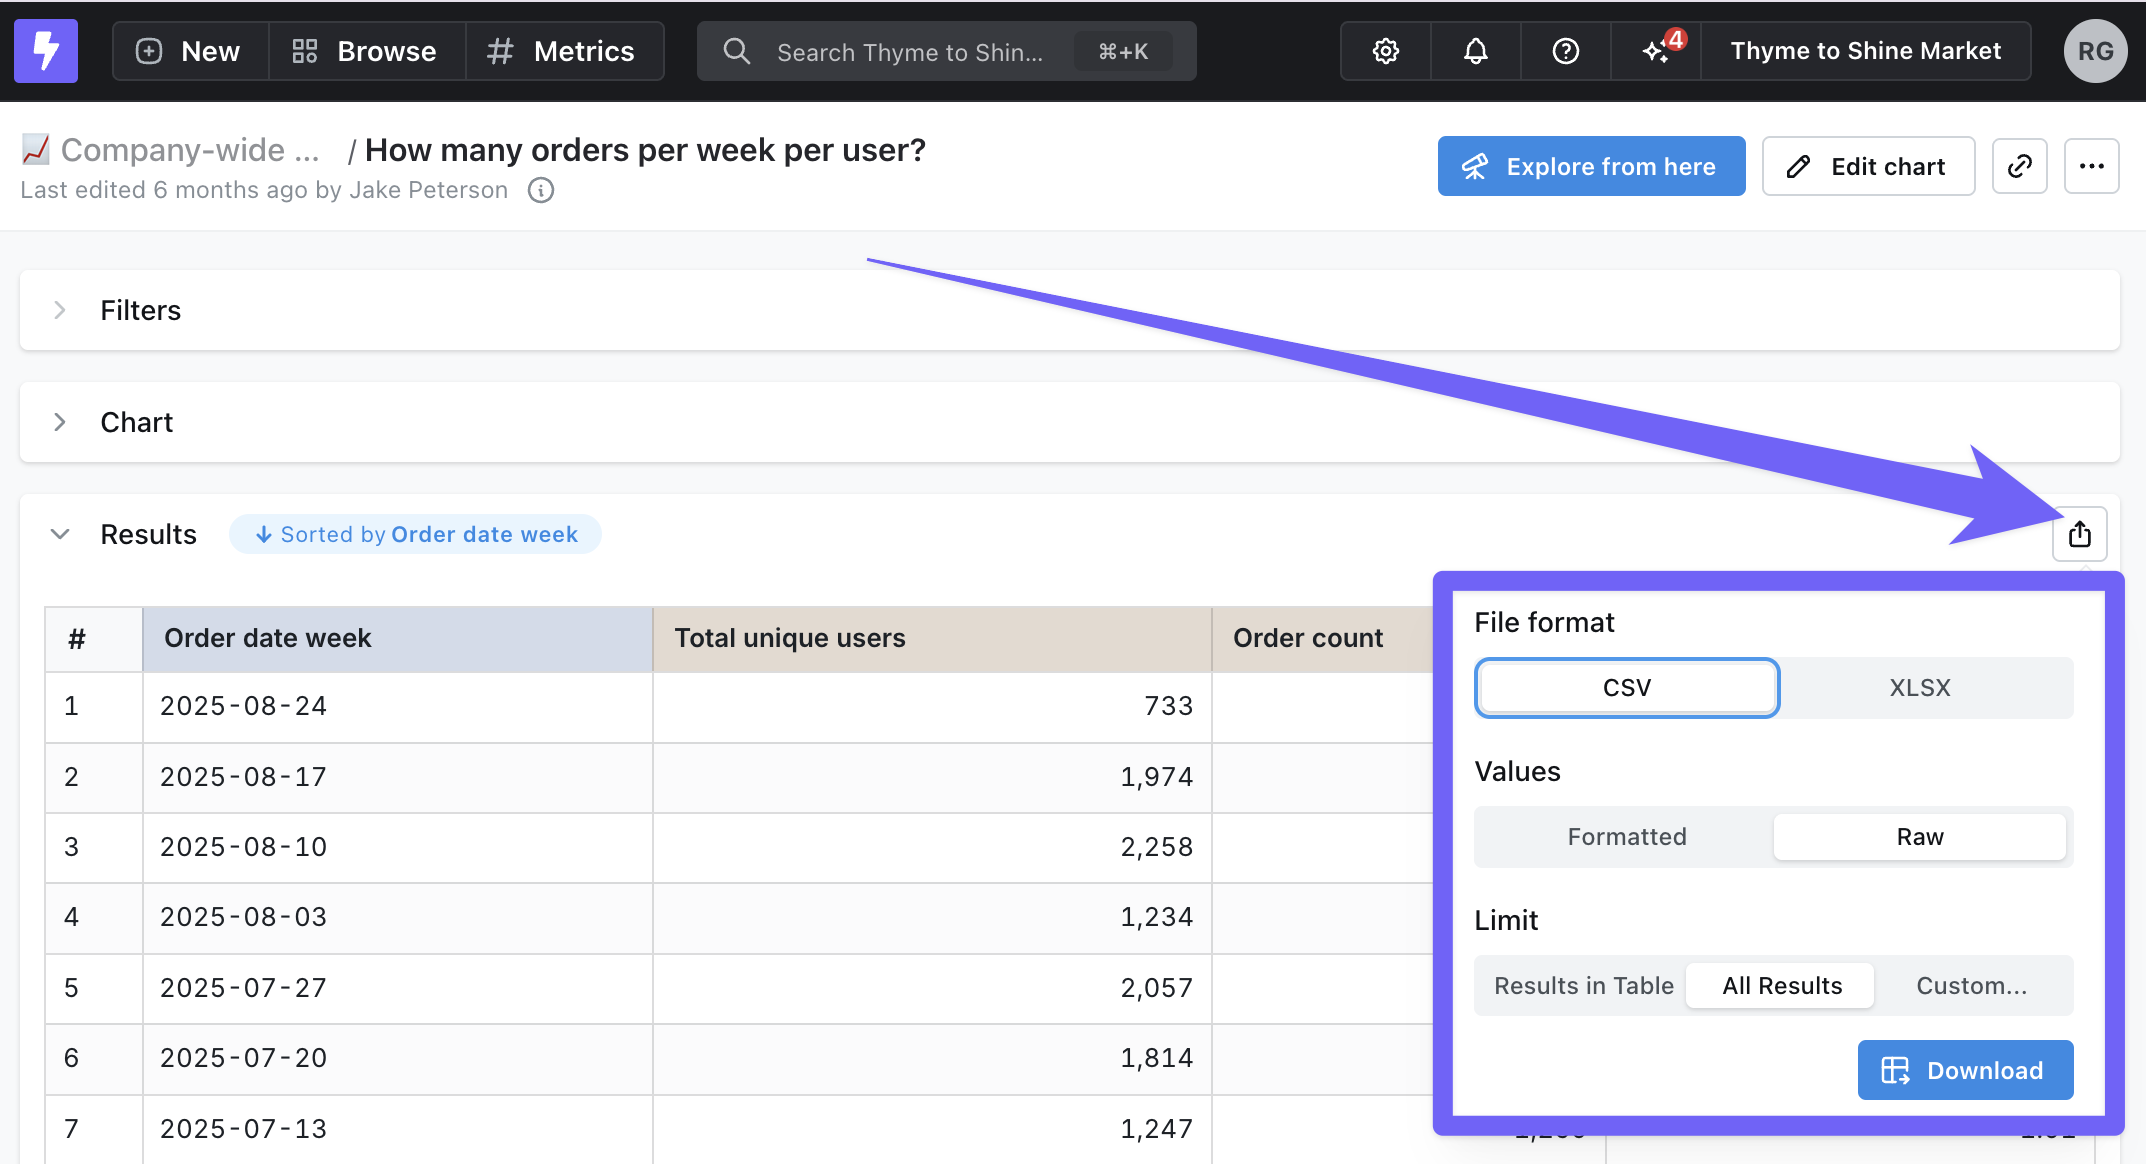 New
Browse
Metrics
Search Thyme to Shin...
⌘+K
4
Thyme to Shine Market
RG
Company-wide ... / How many orders per week per user?
Last edited 6 months ago by Jake Peterson
Explore from here
Edit chart
Filters
Chart
Results
Sorted by Order date week
# Order date week Total unique users Order count
1 2025-08-24 733
2 2025-08-17 1,974
3 2025-08-10 2,258
4 2025-08-03 1,234
5 2025-07-27 2,057
6 2025-07-20 1,814
7 2025-07-13 1,247
File format
CSV XLSX
Values
Formatted Raw
Limit
Results in Table All Results Custom...
Download